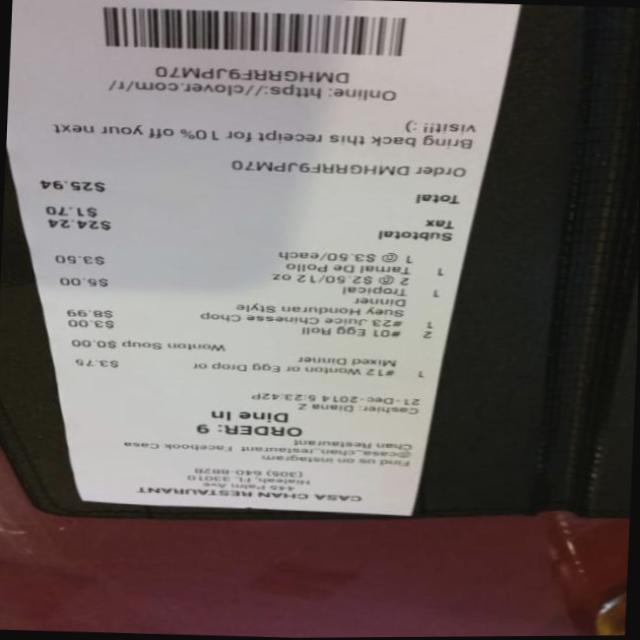 CASA CHAN RESTAURANT
445 Palm Ave
Hialeah, FL 33010
(305) 640-8828
Find us on instagram
@casa_chan_restaurant Facebook Casa
Chan Restaurant
ORDER: 9
Dine In
Cashier: Diana Z
21-Dec-2014 5:23:42P
1 #12 Wonton or Egg Drop or $3.75
Mixed Dinner
Wonton Soup $0.00
2 #01 Egg Roll $3.00
1 #23 Juice Chinesse Chop $8.99
Suey Honduran Style
Dinner
1 Tropical $5.00
2 @ $2.50/12 oz
1 Tamal De Pollo $3.50
1 @ $3.50/each
Subtotal $24.24
Tax $1.70
Total $25.94
Order DMHGRRF9JPM70
Bring back this receipt for 10% off your next
visit!!! :)
Online: https://clover.com/r/
DMHGRRF9JPM70